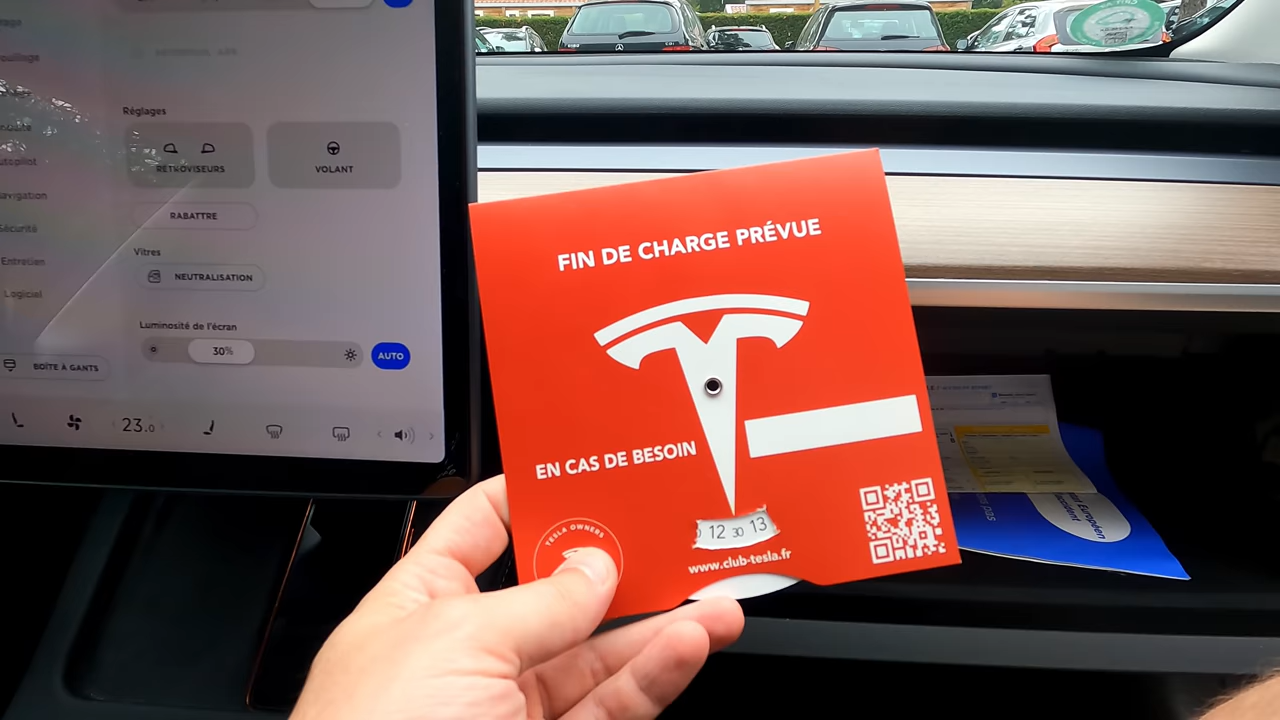 Réglages
RÉTROVISEURS
VOLANT
RABATTRE
Vitres
NEUTRALISATION
Luminosité de l'écran
30%
AUTO
Autopilot
Navigation
Sécurité
Entretien
Logiciel
BOÎTE À GANTS
23.0
FIN DE CHARGE PRÉVUE
EN CAS DE BESOIN
12 30 13
TESLA OWNERS
www.club-tesla.fr